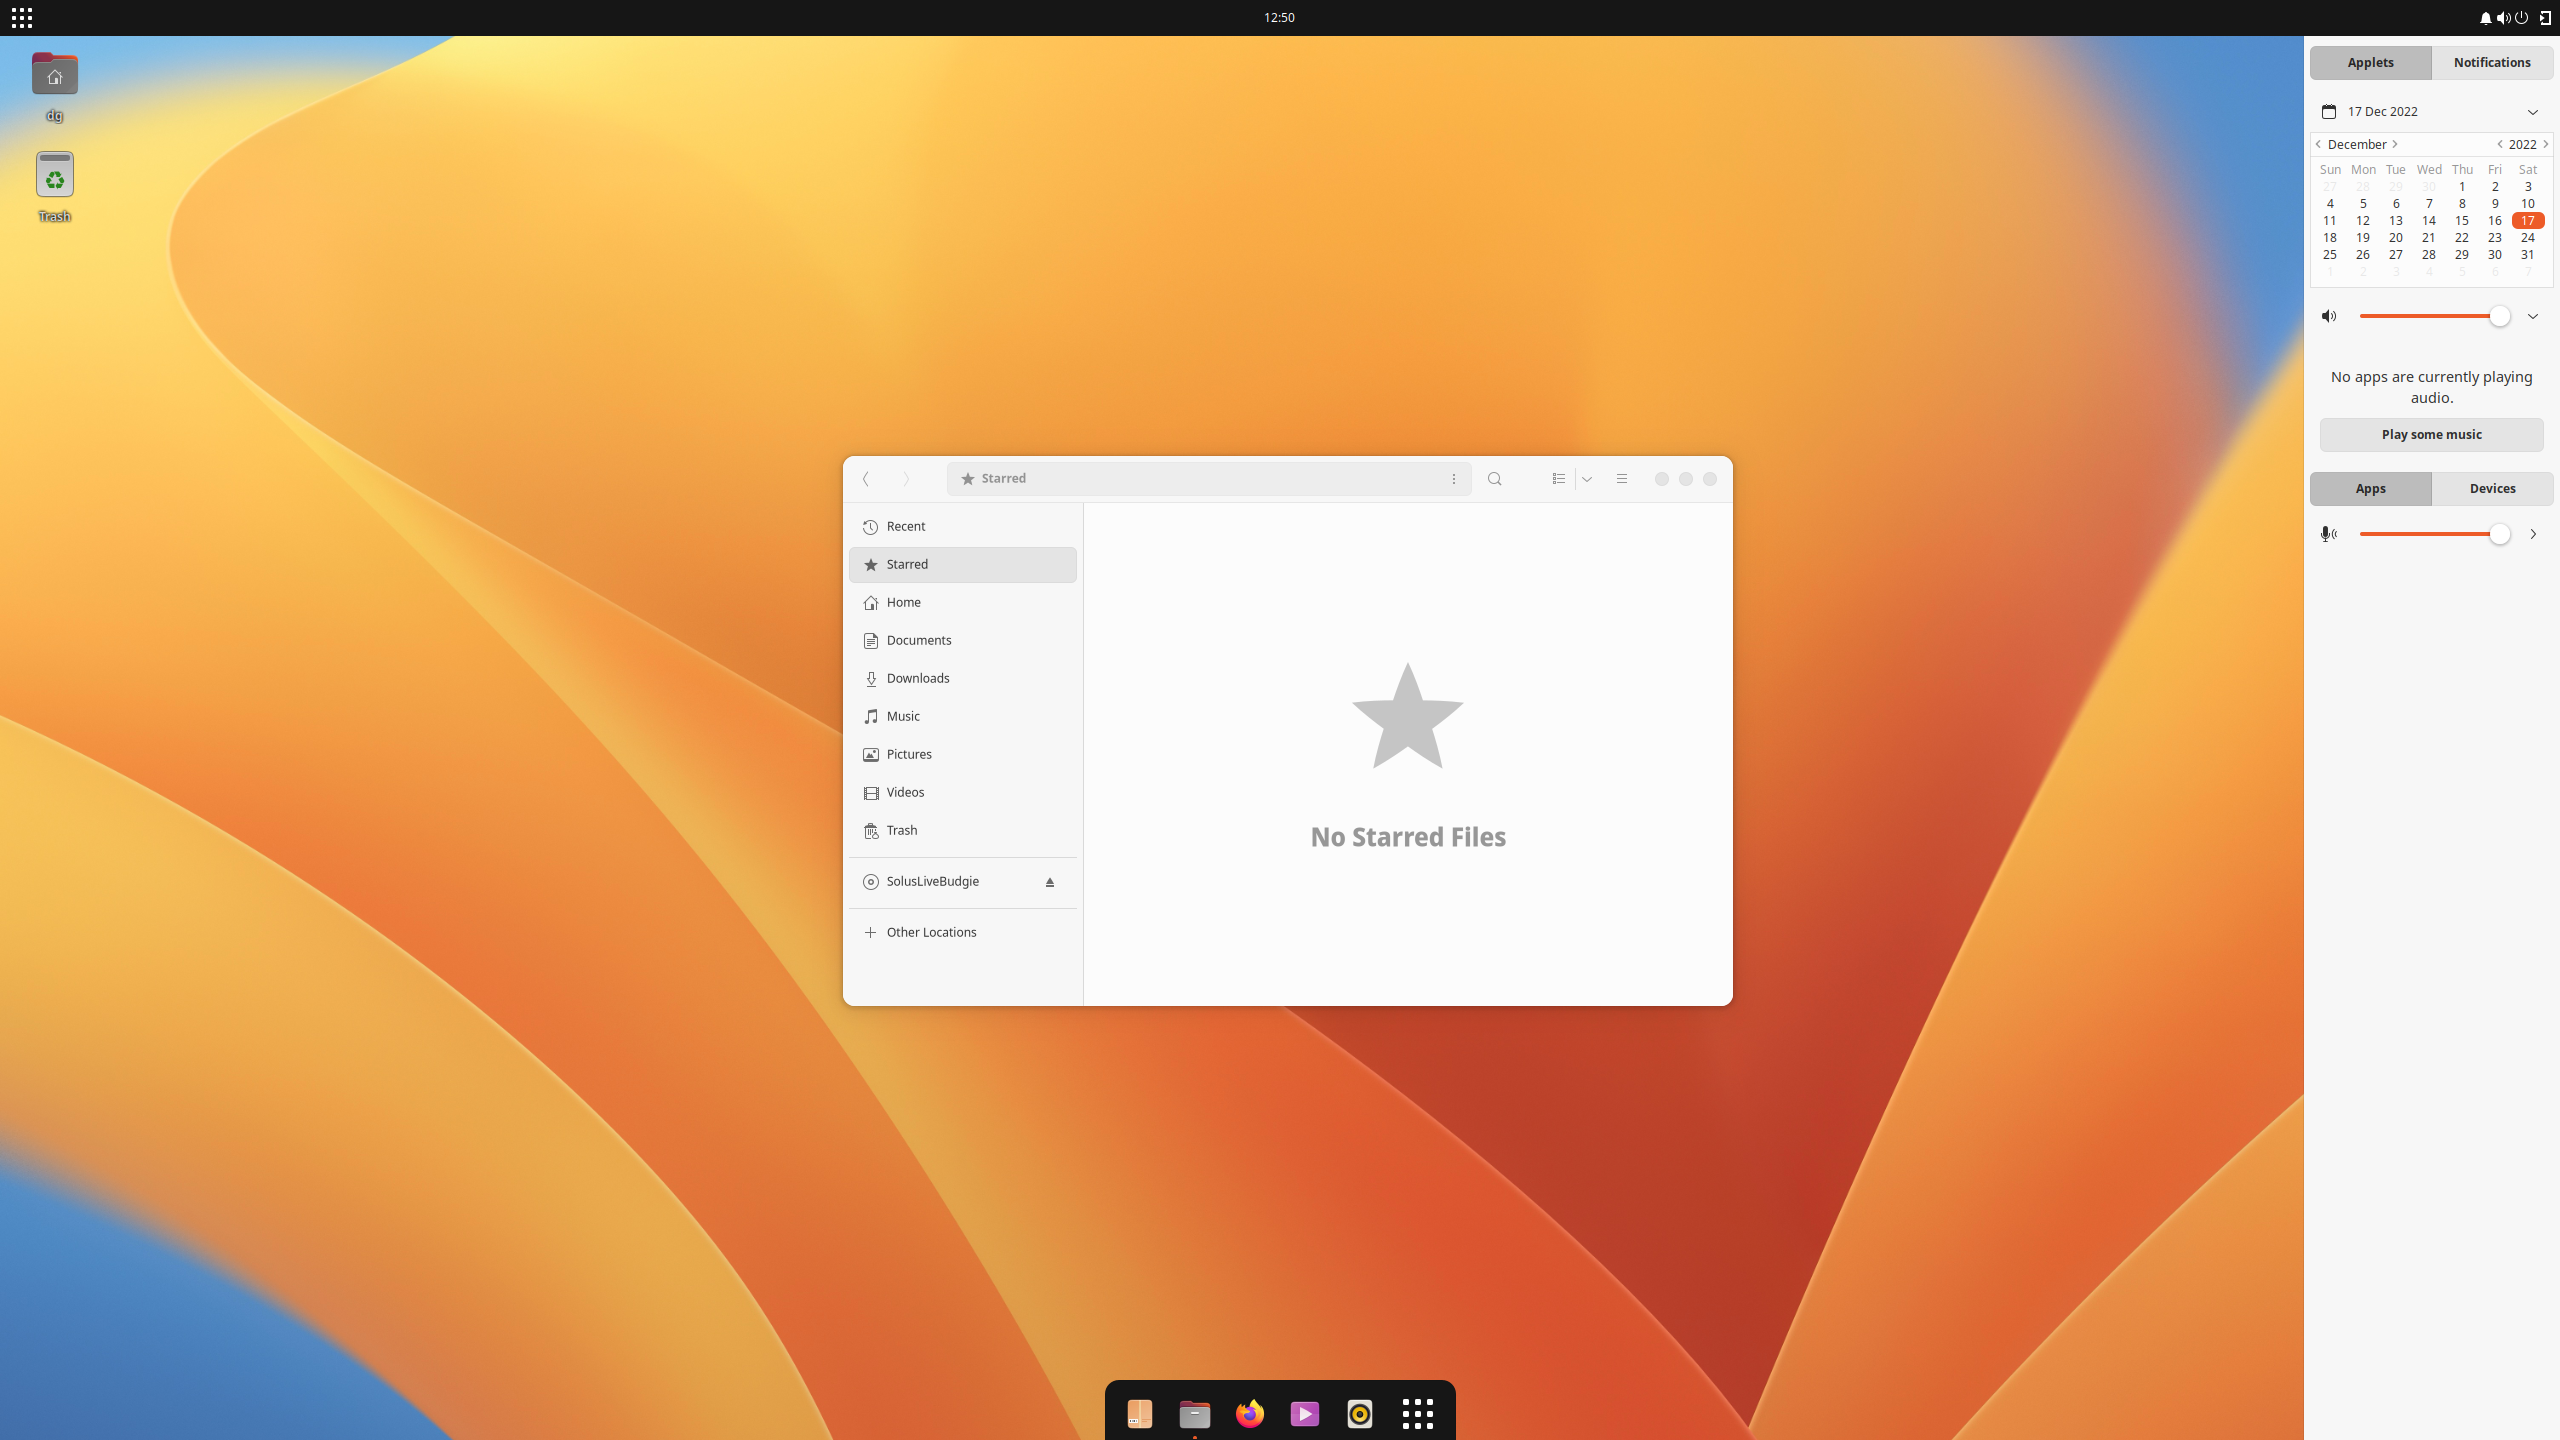 12:50
dg
Trash
Starred
Recent
Starred
Home
Documents
Downloads
Music
Pictures
Videos
Trash
SolusLiveBudgie
Other Locations
No Starred Files
Applets Notifications
17 Dec 2022
December 2022
Sun Mon Tue Wed Thu Fri Sat
27 28 29 30 1 2 3
4 5 6 7 8 9 10
11 12 13 14 15 16 17
18 19 20 21 22 23 24
25 26 27 28 29 30 31
1 2 3 4 5 6 7
No apps are currently playing
audio.
Play some music
Apps Devices